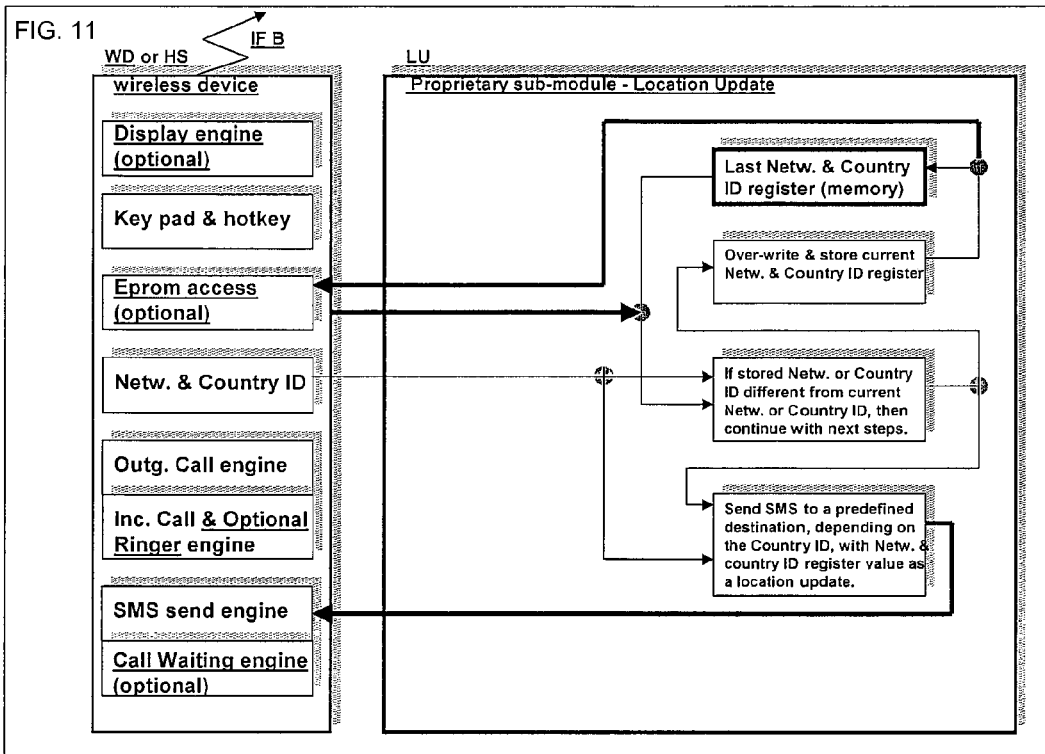 FIG. 11
IF B
WD or HS
wireless device
Display engine
(optional)
Key pad & hotkey
Eprom access
(optional)
Netw. & Country ID
Outg. Call engine
Inc. Call & Optional
Ringer engine
SMS send engine
Call Waiting engine
(optional)
LU
Proprietary sub-module - Location Update
Last Netw. & Country
ID register (memory)
Over-write & store current
Netw. & Country ID register
If stored Netw. or Country
ID different from current
Netw. or Country ID, then
continue with next steps.
Send SMS to a predefined
destination, depending on
the Country ID, with Netw. &
country ID register value as
a location update.